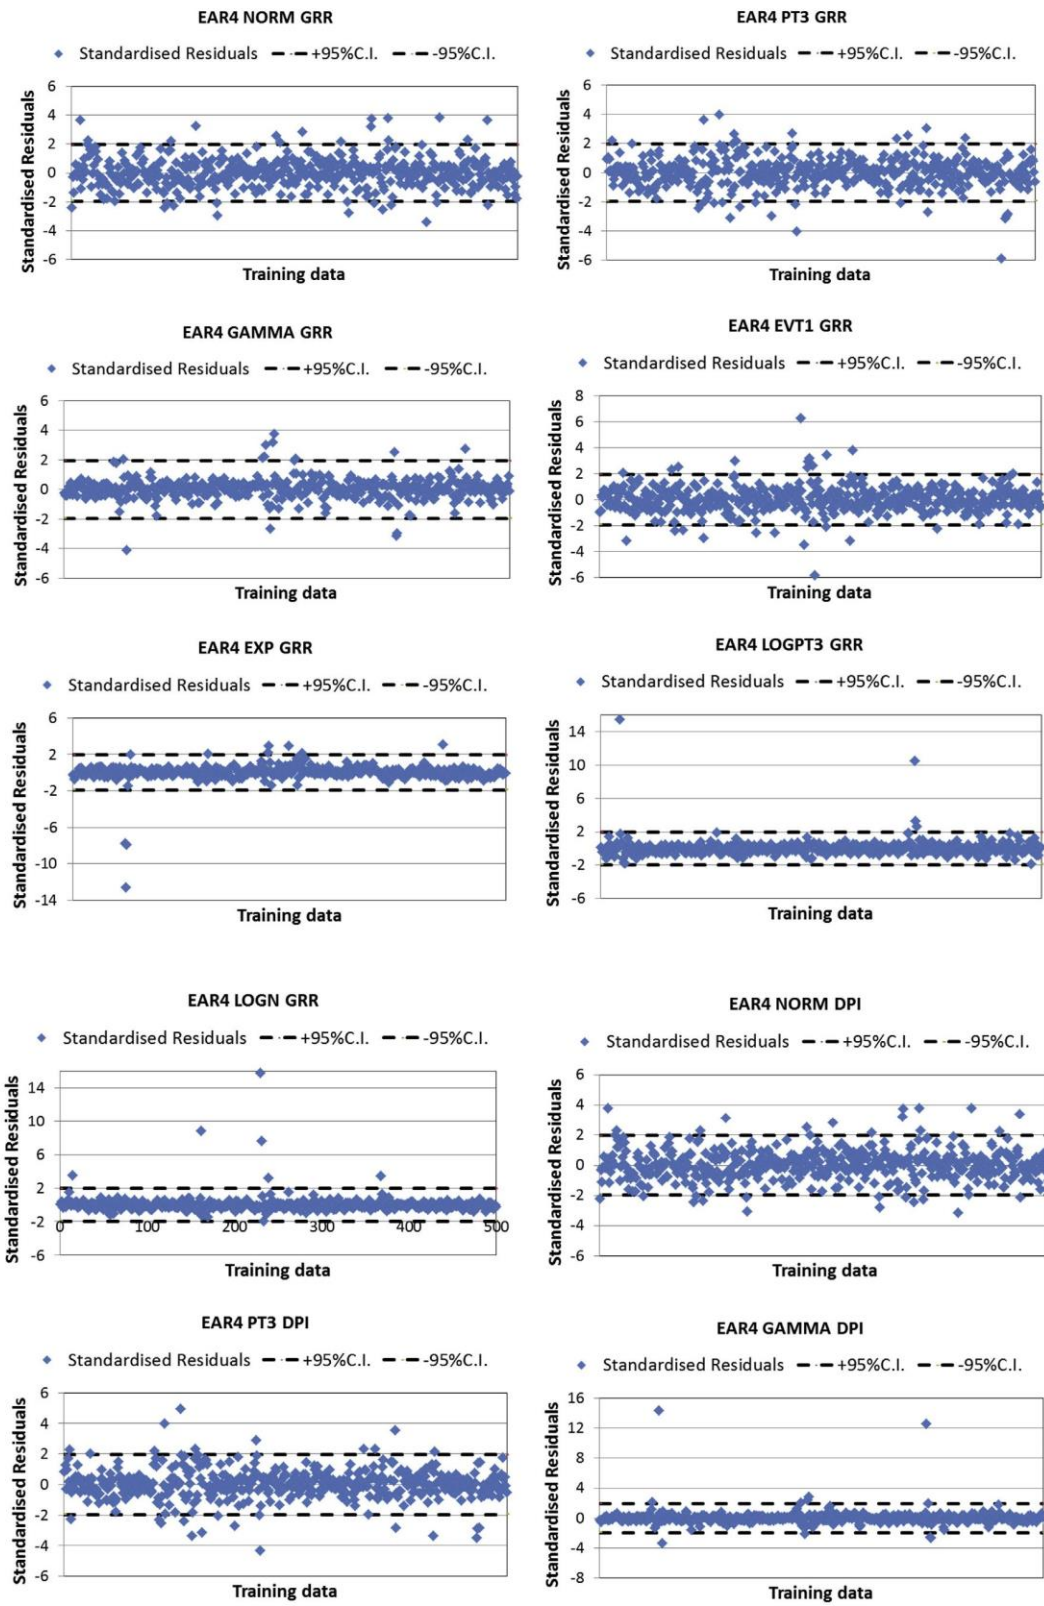 EAR4 NORM GRR
Standardised Residuals +95%C.I. -95%C.I.
Standardised Residuals
6
4
2
0
-2
-4
-6
Training data
EAR4 PT3 GRR
Standardised Residuals +95%C.I. -95%C.I.
Standardised Residuals
6
4
2
0
-2
-4
-6
Training data
EAR4 GAMMA GRR
Standardised Residuals +95%C.I. -95%C.I.
Standardised Residuals
6
4
2
0
-2
-4
-6
Training data
EAR4 EVT1 GRR
Standardised Residuals +95%C.I. -95%C.I.
Standardised Residuals
8
6
4
2
0
-2
-4
-6
Training data
EAR4 EXP GRR
Standardised Residuals +95%C.I. -95%C.I.
Standardised Residuals
6
2
-2
-6
-10
-14
Training data
EAR4 LOGPT3 GRR
Standardised Residuals +95%C.I. -95%C.I.
Standardised Residuals
14
10
6
2
-2
-6
Training data
EAR4 LOGN GRR
Standardised Residuals +95%C.I. -95%C.I.
Standardised Residuals
14
10
6
2
-2
-6
0 100 200 300 400 500
Training data
EAR4 NORM DPI
Standardised Residuals +95%C.I. -95%C.I.
Standardised Residuals
6
4
2
0
-2
-4
-6
Training data
EAR4 PT3 DPI
Standardised Residuals +95%C.I. -95%C.I.
Standardised Residuals
6
4
2
0
-2
-4
-6
Training data
EAR4 GAMMA DPI
Standardised Residuals +95%C.I. -95%C.I.
Standardised Residuals
16
12
8
4
0
-4
-8
Training data